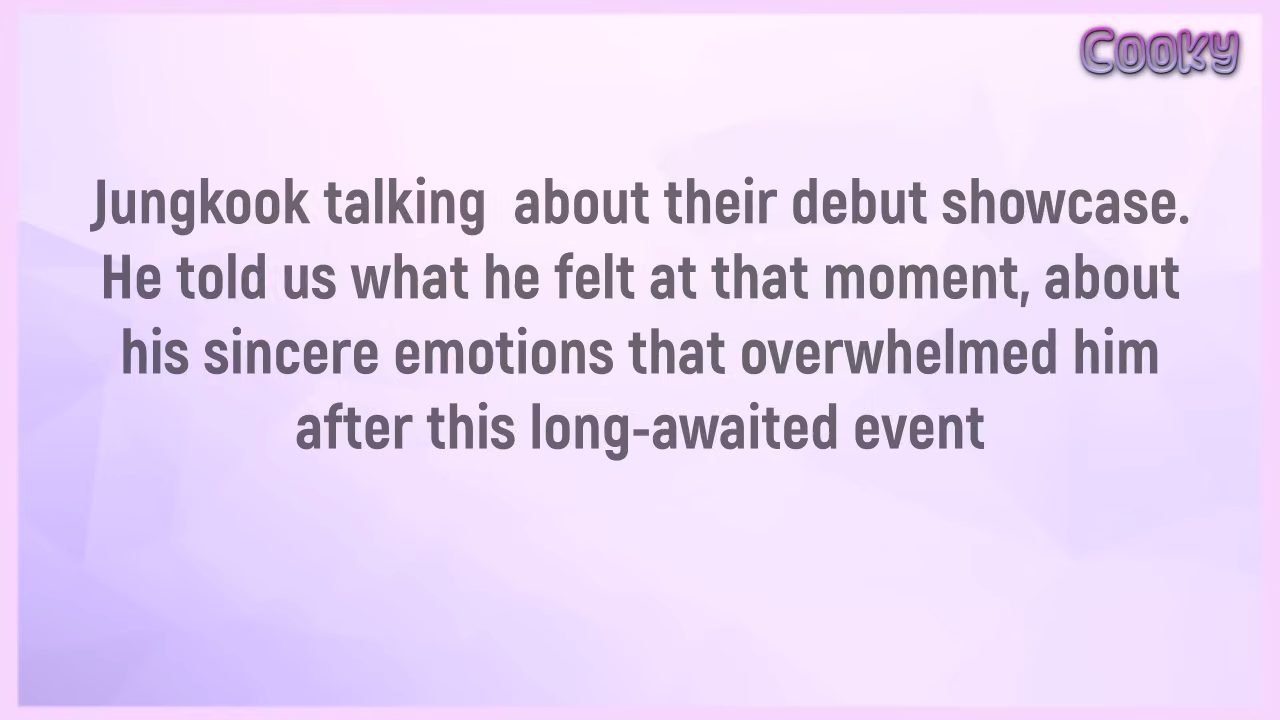 Cooky
Jungkook talking  about their debut showcase.
He told us what he felt at that moment, about
his sincere emotions that overwhelmed him
after this long-awaited event